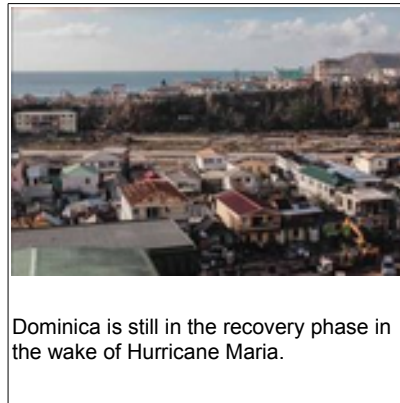 Dominica is still in the recovery phase in
the wake of Hurricane Maria.